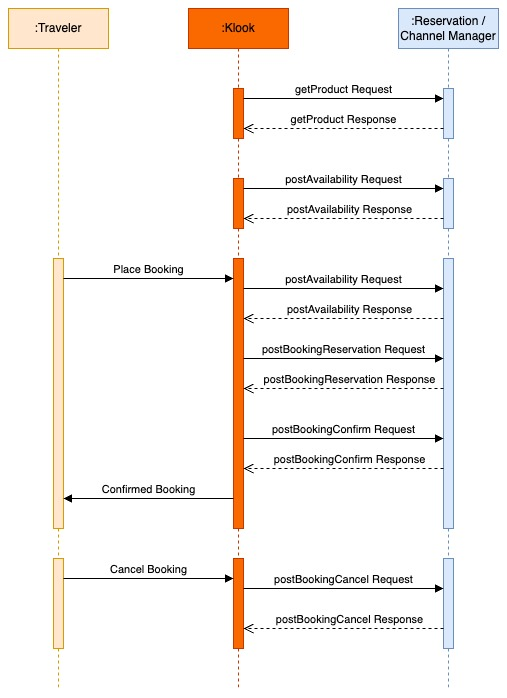 :Traveler
:Klook
:Reservation /
Channel Manager
getProduct Request
getProduct Response
postAvailability Request
postAvailability Response
Place Booking
postAvailability Request
postAvailability Response
postBookingReservation Request
postBookingReservation Response
postBookingConfirm Request
postBookingConfirm Response
Confirmed Booking
Cancel Booking
postBookingCancel Request
postBookingCancel Response